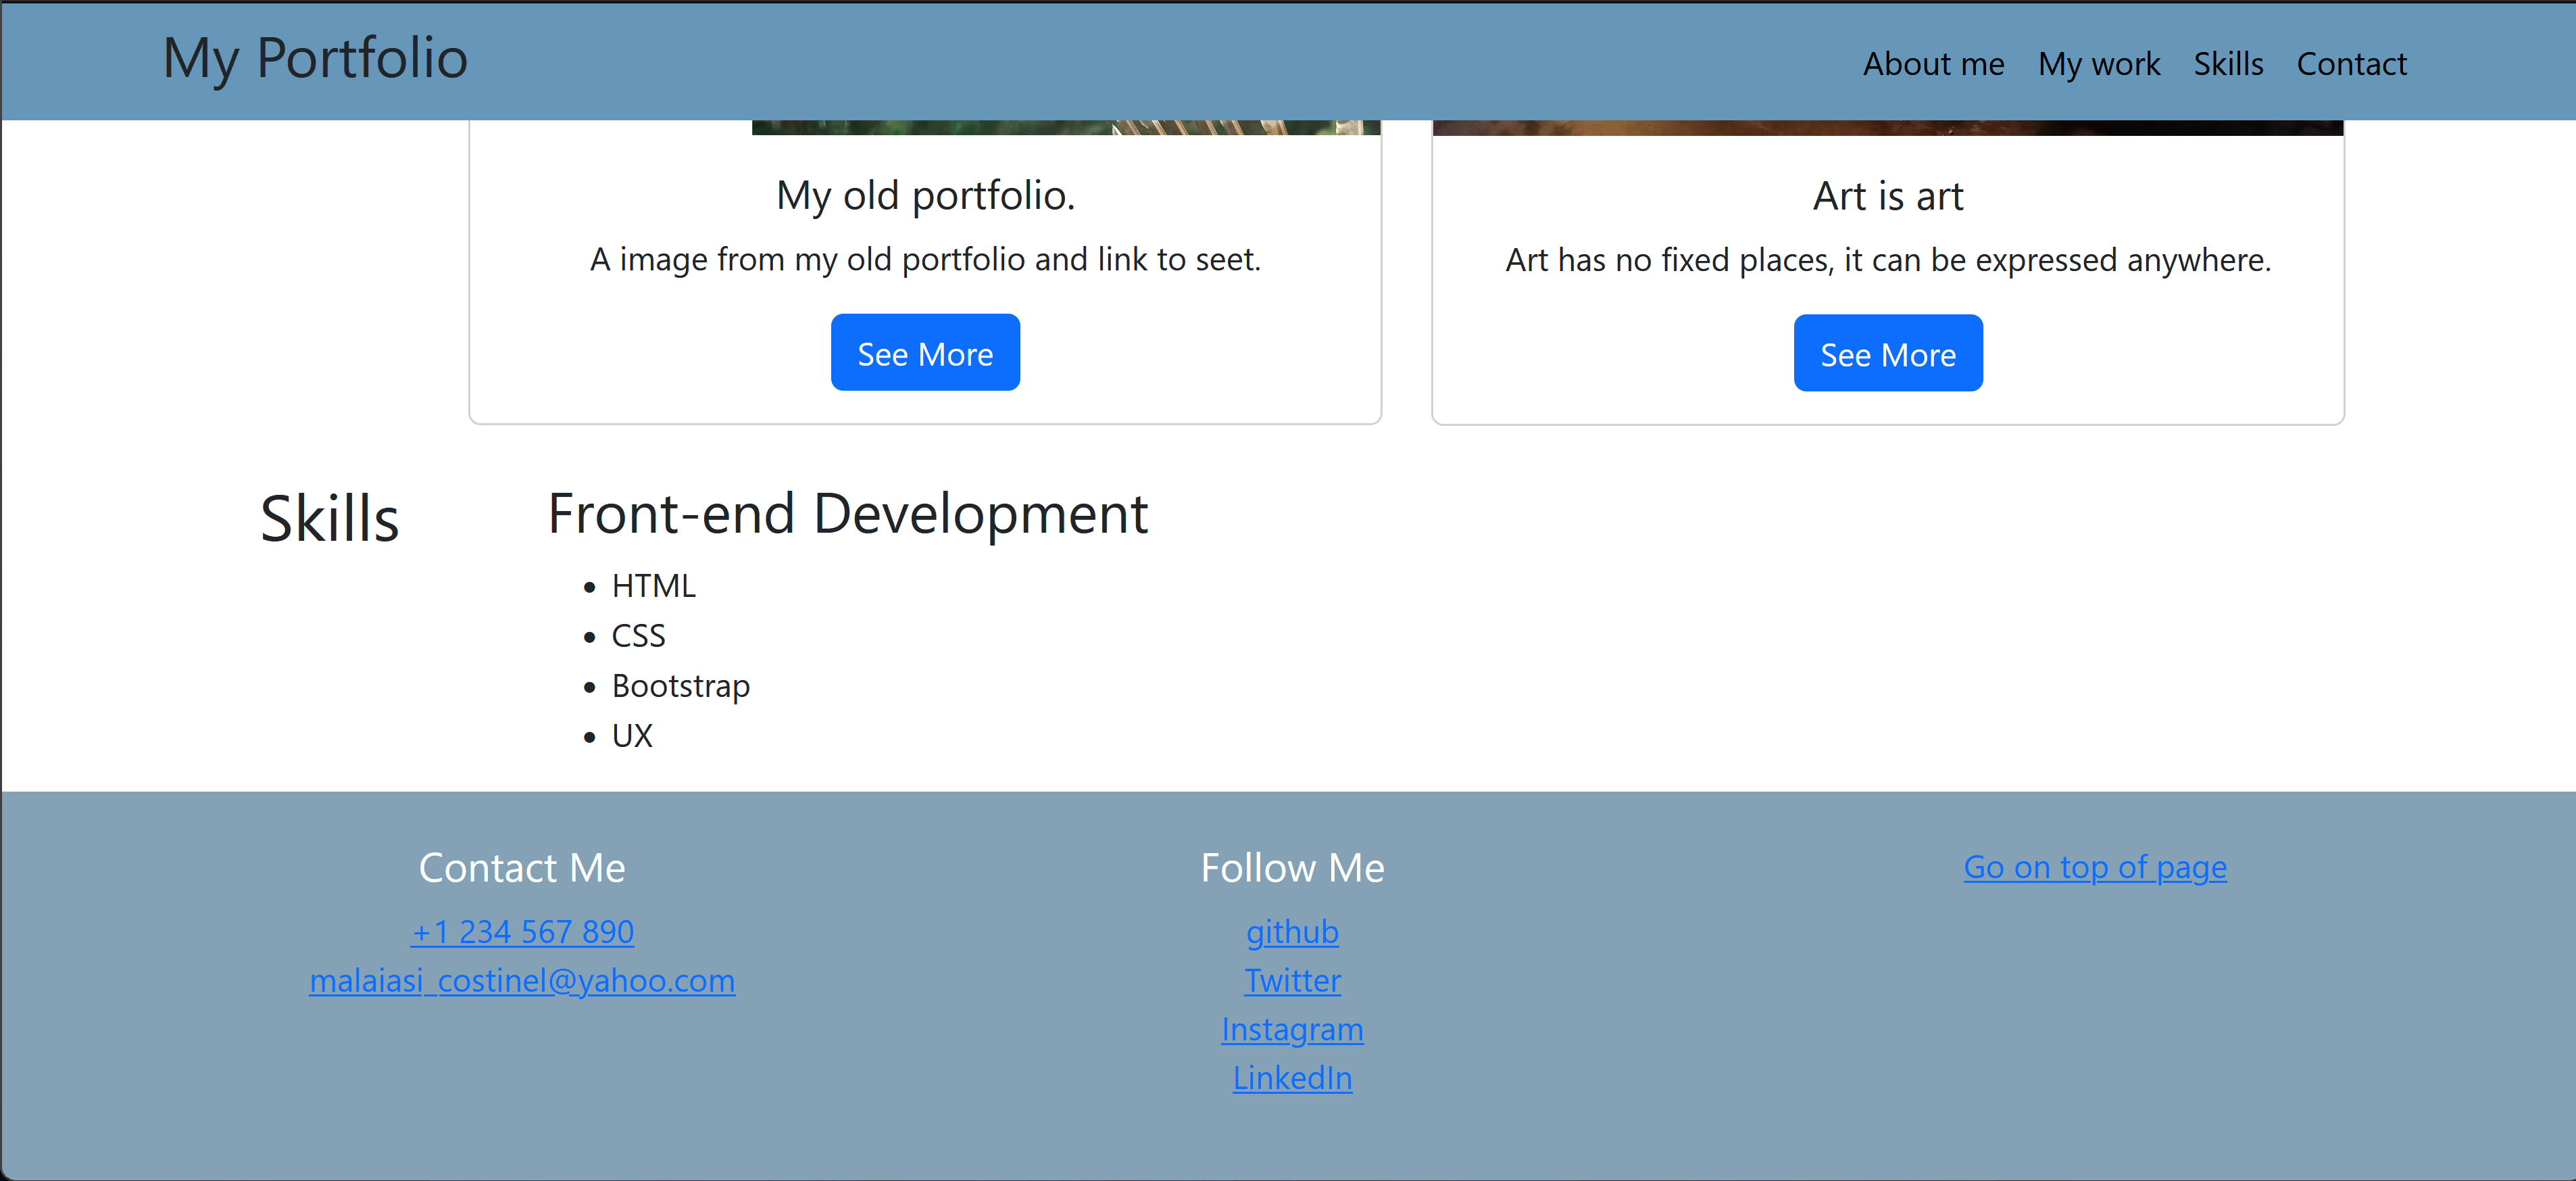 My Portfolio
About me
My work
Skills
Contact
My old portfolio.
A image from my old portfolio and link to seet.
See More
Art is art
Art has no fixed places, it can be expressed anywhere.
See More
Skills
Front-end Development
HTML
CSS
Bootstrap
UX
Contact Me
+1 234 567 890
malaiasi_costinel@yahoo.com
Follow Me
github
Twitter
Instagram
LinkedIn
Go on top of page